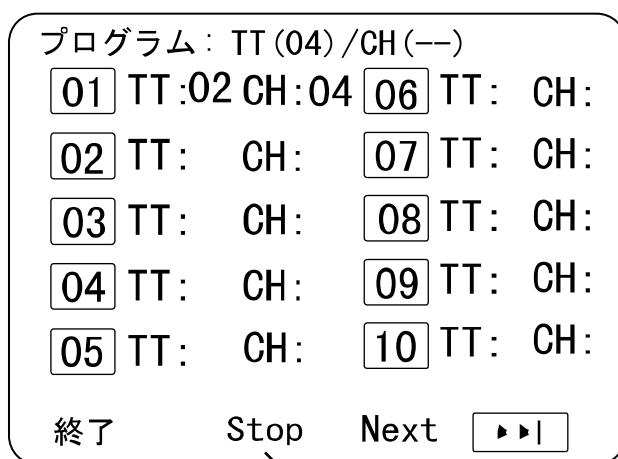 プログラム: TT(04)/CH(--)
01 TT:02 CH:04 06 TT: CH:
02 TT: CH: 07 TT: CH:
03 TT: CH: 08 TT: CH:
04 TT: CH: 09 TT: CH:
05 TT: CH: 10 TT: CH:
終了 Stop Next ▶▶|